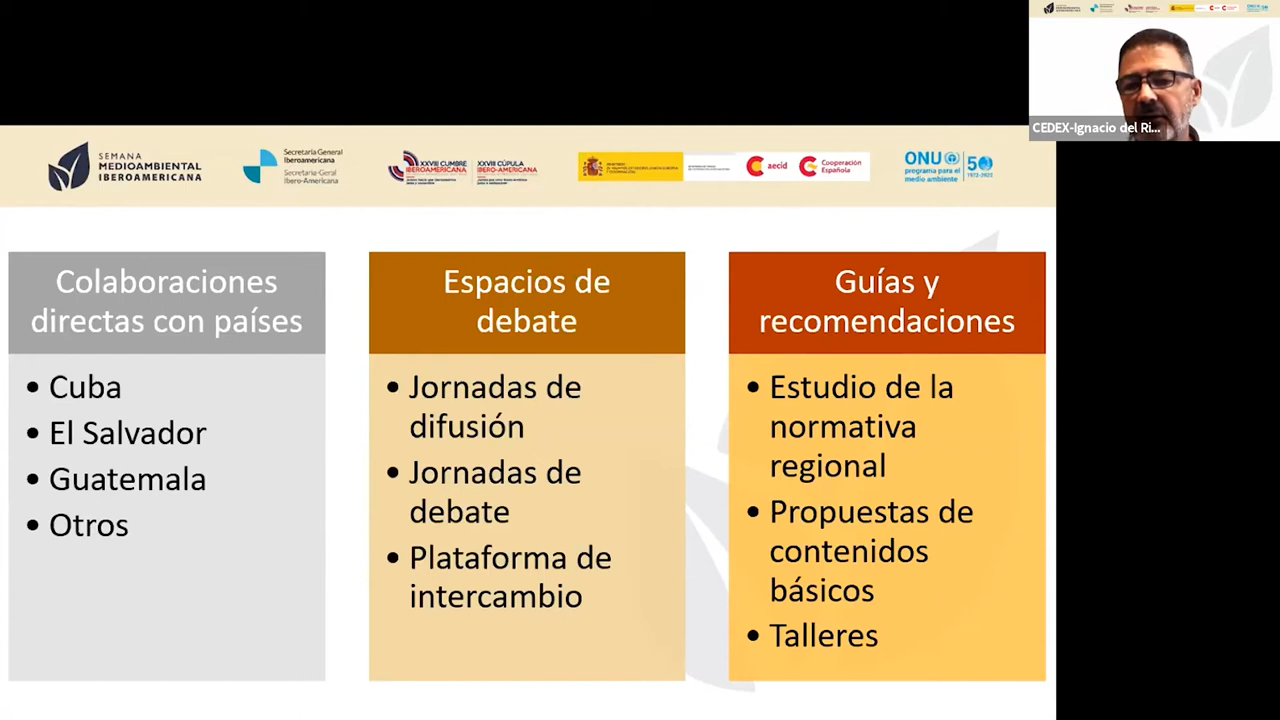 SEMANA
MEDIOAMBIENTAL
IBEROAMERICANA
Secretaría General
Iberoamericana
Secretaria-Geral
Ibero-Americana
XXVIII CUMBRE
IBEROAMERICANA
XXVIII CÚPULA
IBERO-AMERICANA
aecid
Cooperación
Española
ONU
programa para el
medio ambiente
50
1972-2022
CEDEX-Ignacio del Ri...
Colaboraciones
directas con países
• Cuba
• El Salvador
• Guatemala
• Otros
Espacios de
debate
• Jornadas de
difusión
• Jornadas de
debate
• Plataforma de
intercambio
Guías y
recomendaciones
• Estudio de la
normativa
regional
• Propuestas de
contenidos
básicos
• Talleres